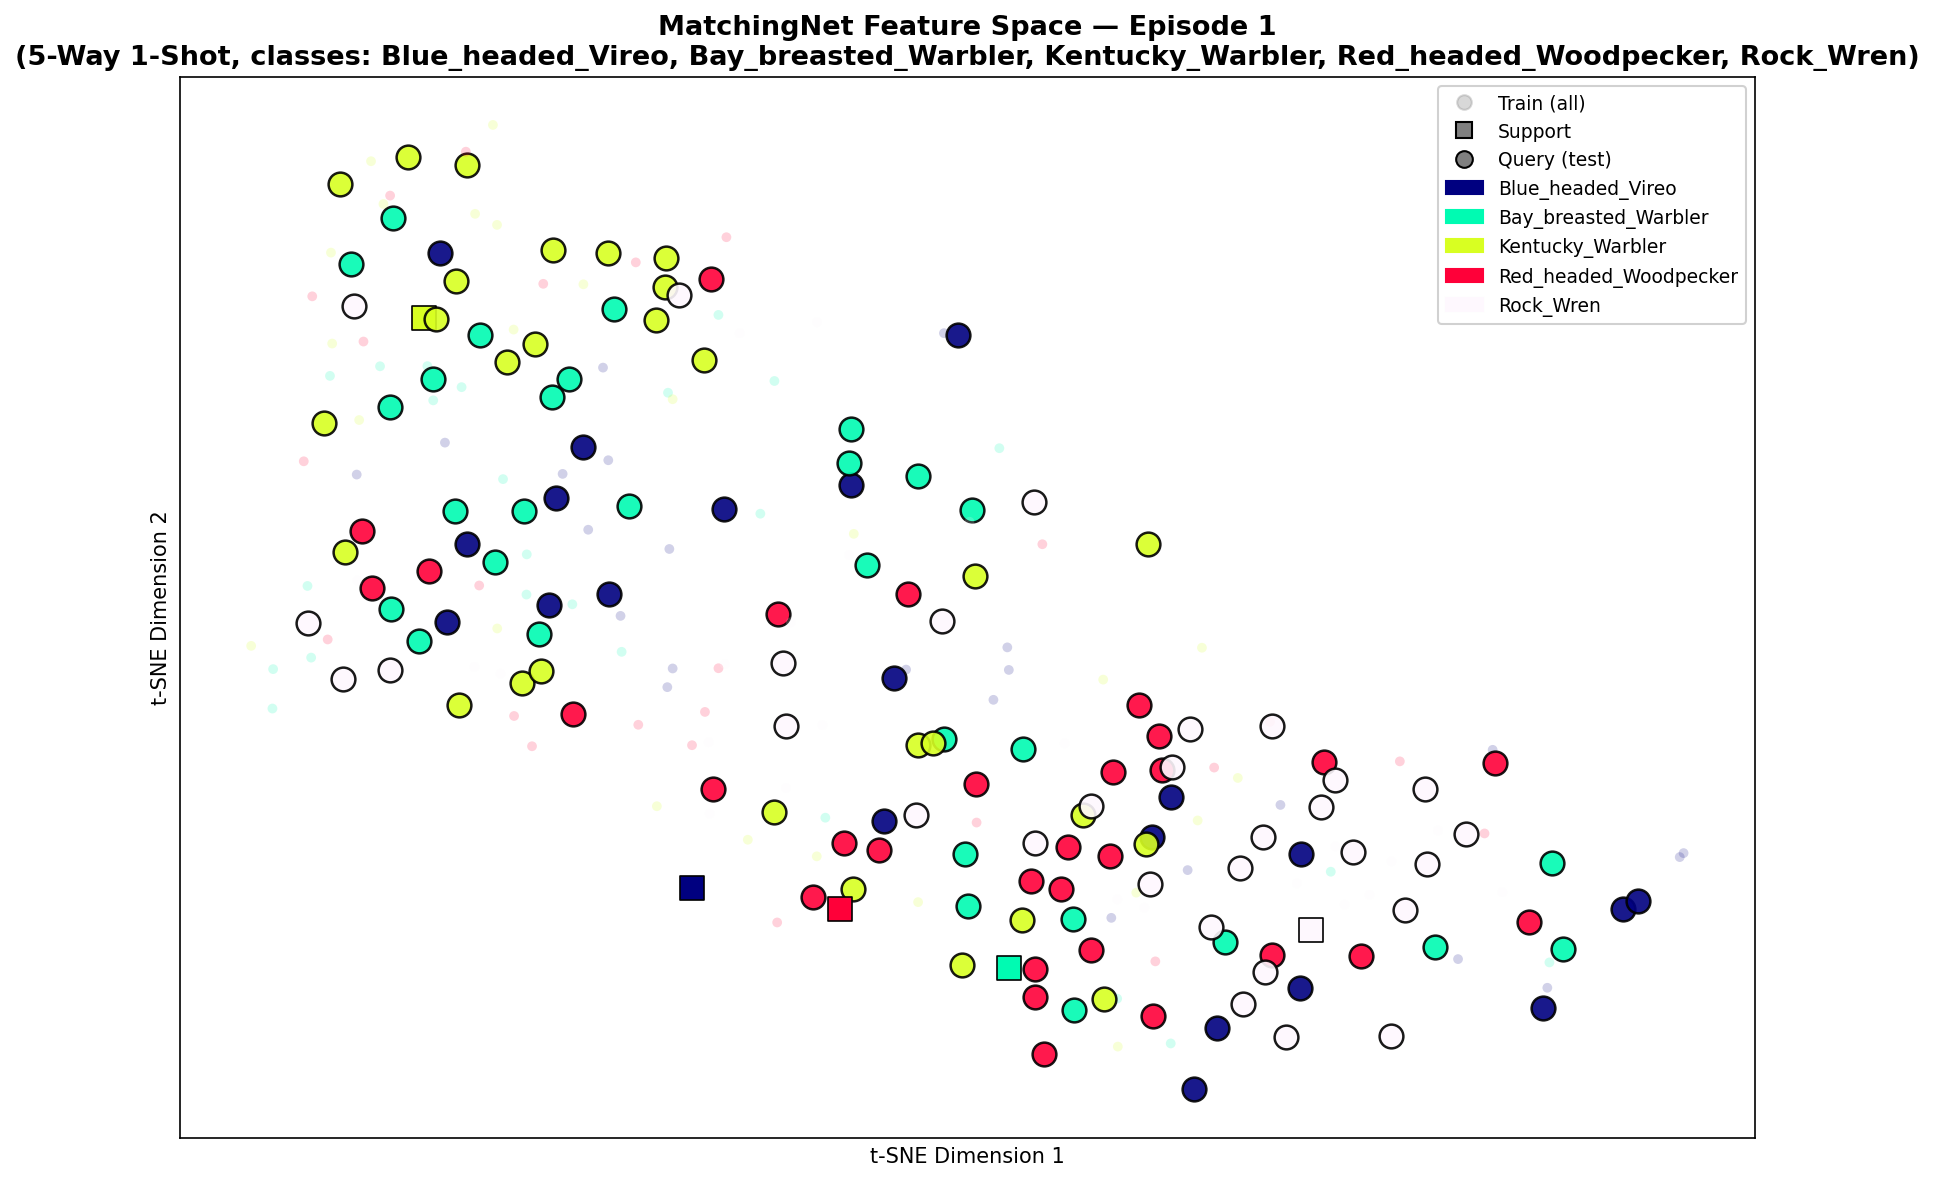 MatchingNet Feature Space — Episode 1
(5-Way 1-Shot, classes: Blue_headed_Vireo, Bay_breasted_Warbler, Kentucky_Warbler, Red_headed_Woodpecker, Rock_Wren)
Train (all)
Support
Query (test)
Blue_headed_Vireo
Bay_breasted_Warbler
Kentucky_Warbler
Red_headed_Woodpecker
Rock_Wren
t-SNE Dimension 2
t-SNE Dimension 1